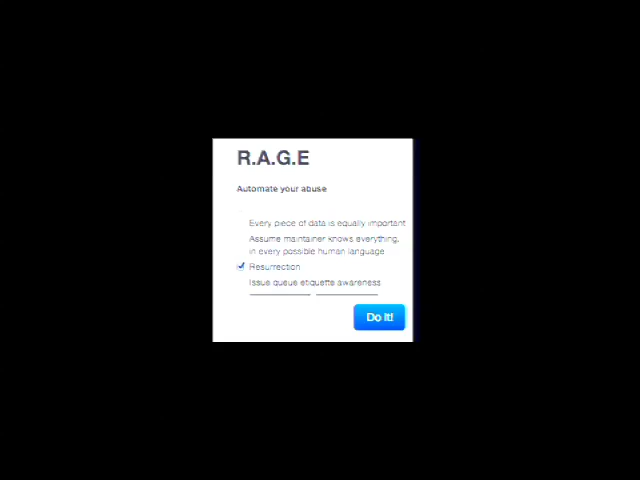 R.A.G.E
Automate your abuse
Every piece of data is equally important
Assume maintainer knows everything,
in every possible human language
Resurrection
Issue queue etiquette awareness
Do It!